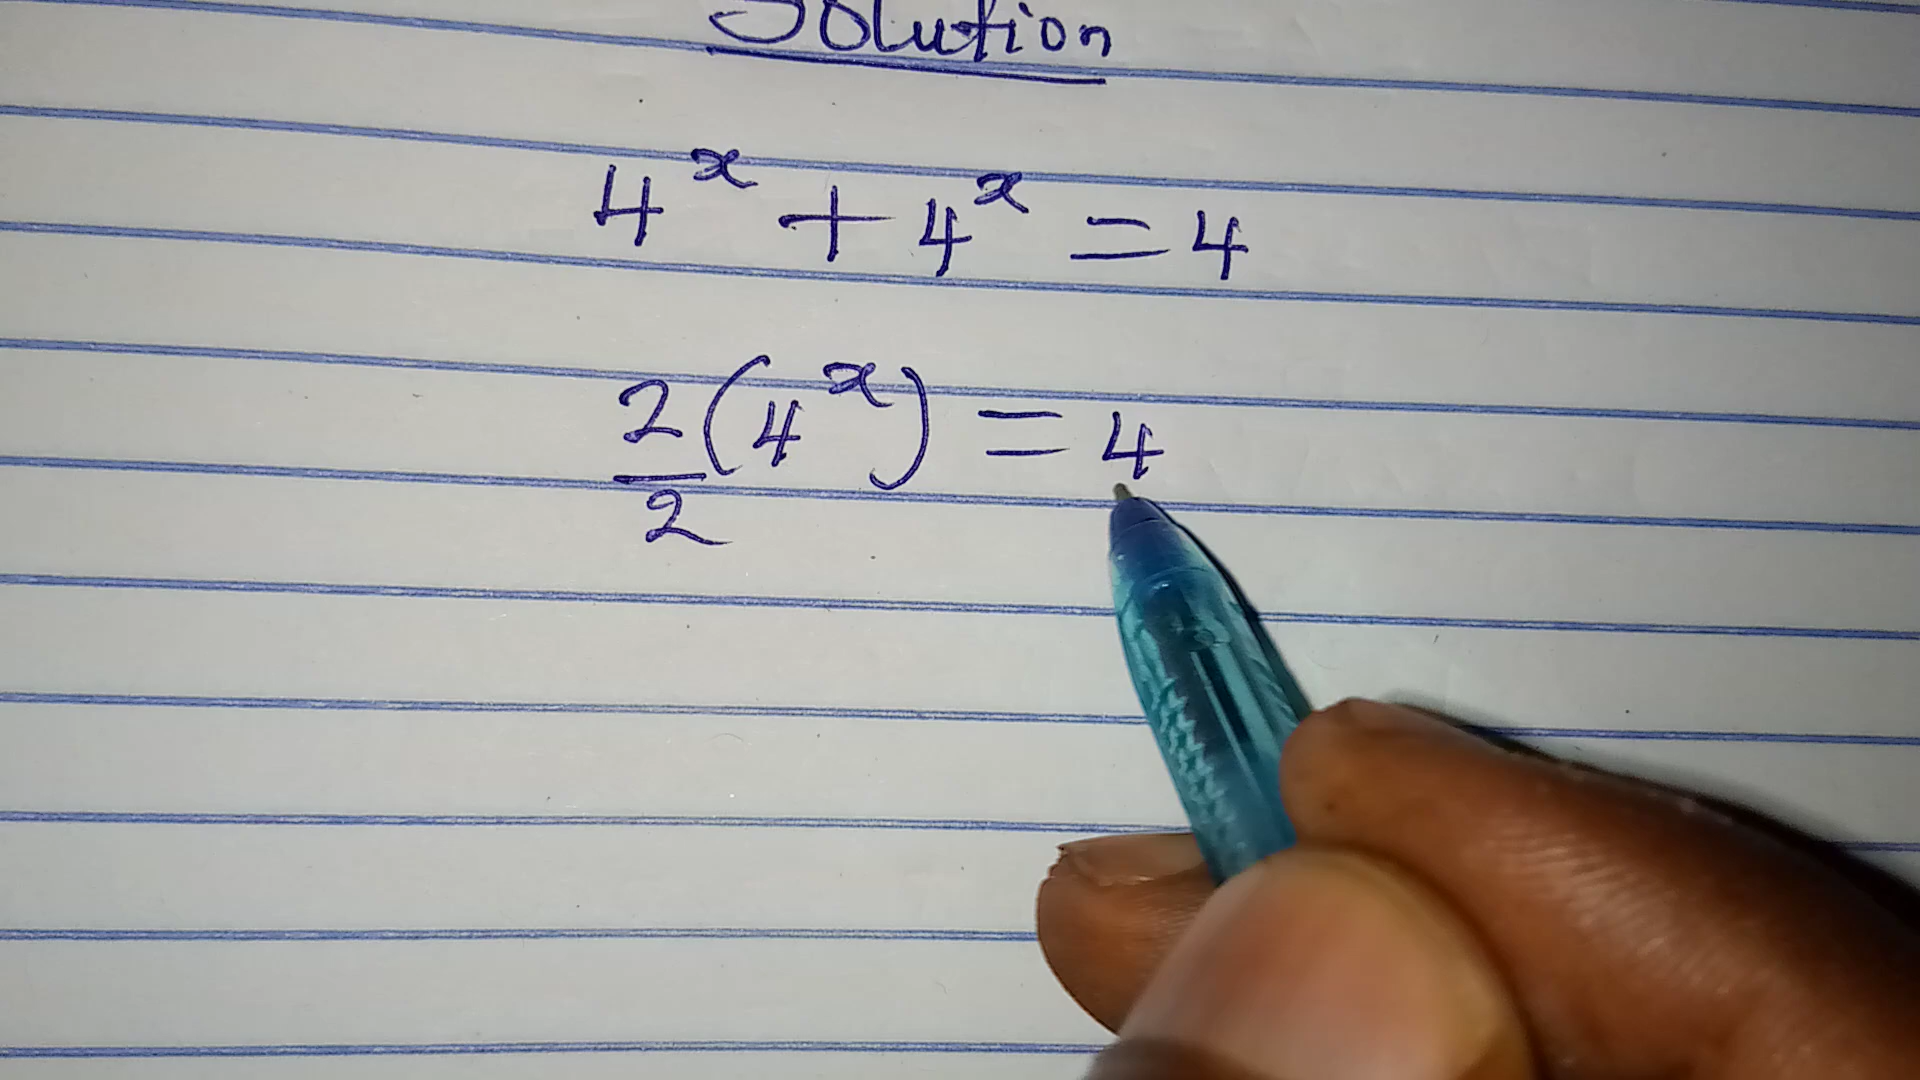 Solution
4^x + 4^x = 4
2/2 (4^x) = 4